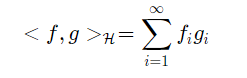 < f, g >_ℋ = ∑_{i=1}^{∞} f_i g_i